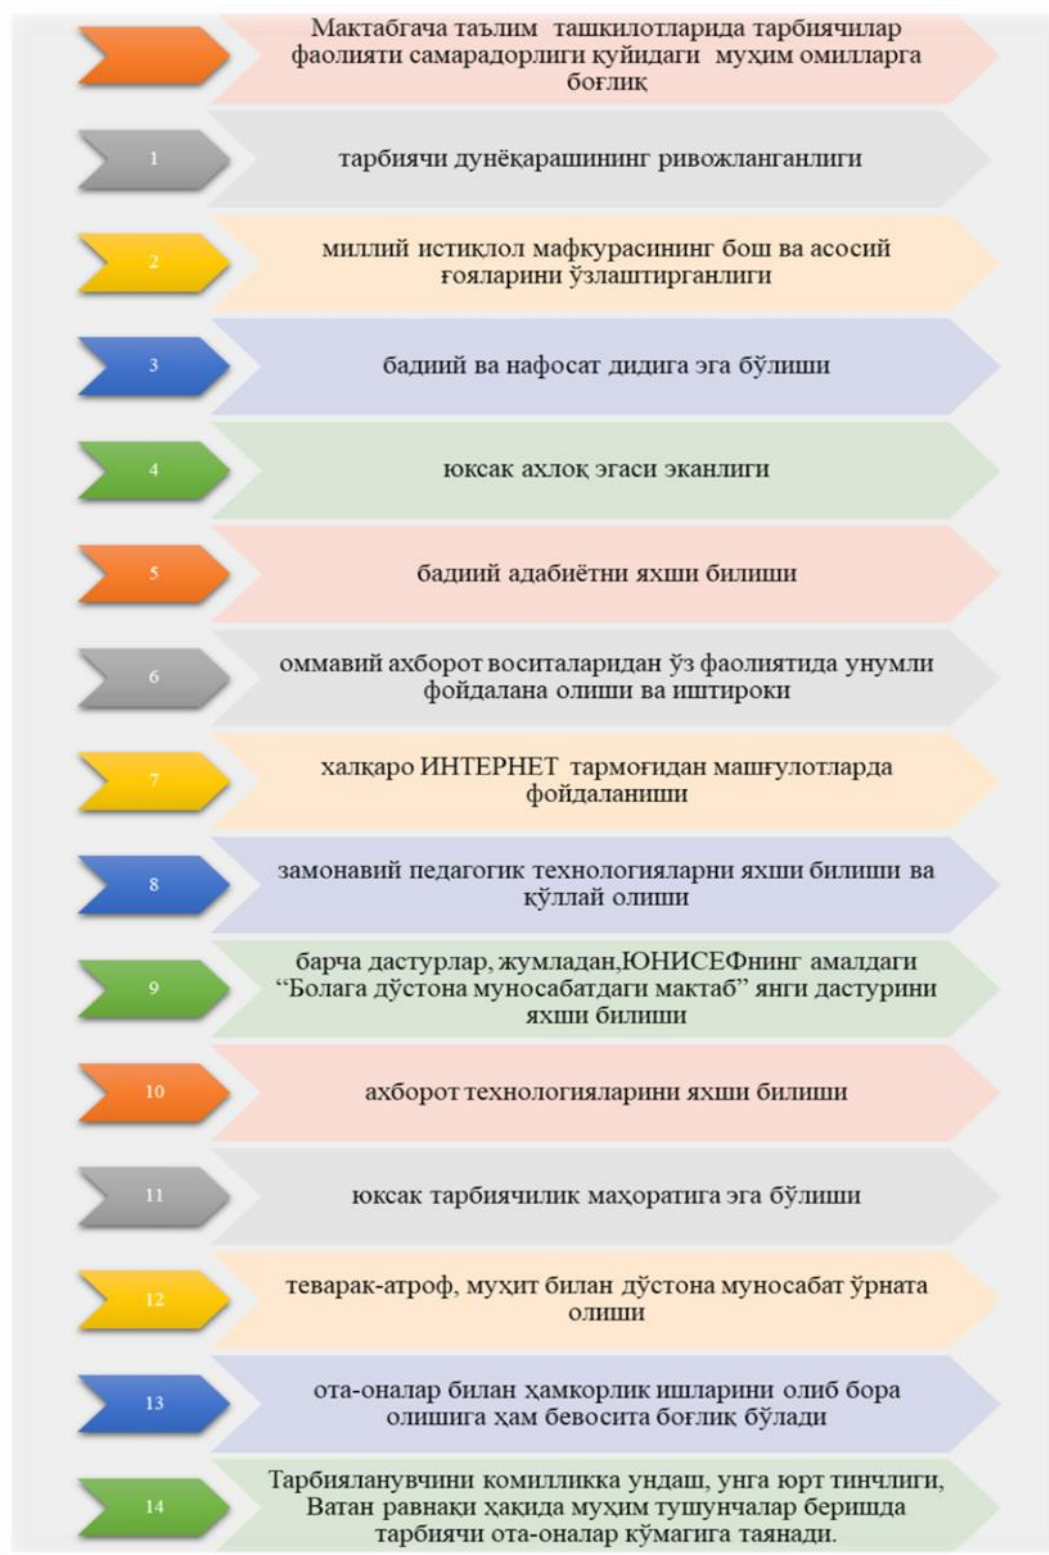 Мактабгача таълим ташкилотларида тарбиячилар
фаолияти самарадорлиги қуйидаги муҳим омилларга
боғлиқ
1
тарбиячи дунёқарашининг ривожланганлиги
2
миллий истиқлол мафкурасининг бош ва асосий
ғояларини ўзлаштирганлиги
3
бадиий ва нафосат дидига эга бўлиши
4
юксак ахлоқ эгаси эканлиги
5
бадиий адабиётни яхши билиши
6
оммавий ахборот воситаларидан ўз фаолиятида унумли
фойдалана олиши ва иштироки
7
халқаро ИНТЕРНЕТ тармоғидан машғулотларда
фойдаланиши
8
замонавий педагогик технологияларни яхши билиши ва
қўллай олиши
9
барча дастурлар, жумладан,ЮНИСЕФнинг амалдаги
“Болага дўстона муносабатдаги мактаб” янги дастурини
яхши билиши
10
ахборот технологияларини яхши билиши
11
юксак тарбиячилик маҳоратига эга бўлиши
12
теварак-атроф, муҳит билан дўстона муносабат ўрната
олиши
13
ота-оналар билан ҳамкорлик ишларини олиб бора
олишига ҳам бевосита боғлиқ бўлади
14
Тарбияланувчини комилликка ундаш, унга юрт тинчлиги,
Ватан равнақи ҳақида муҳим тушунчалар беришда
тарбиячи ота-оналар кўмагига таянади.